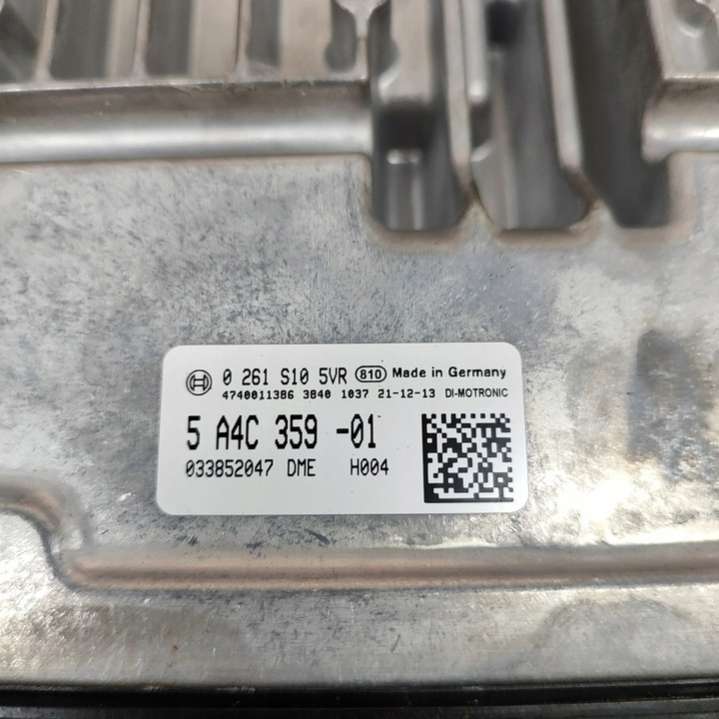 0 261 S10 5VR 810 Made in Germany
4740011386 3840 1037 21-12-13 DI-MOTRONIC
5 A4C 359 -01
033852047 DME H004